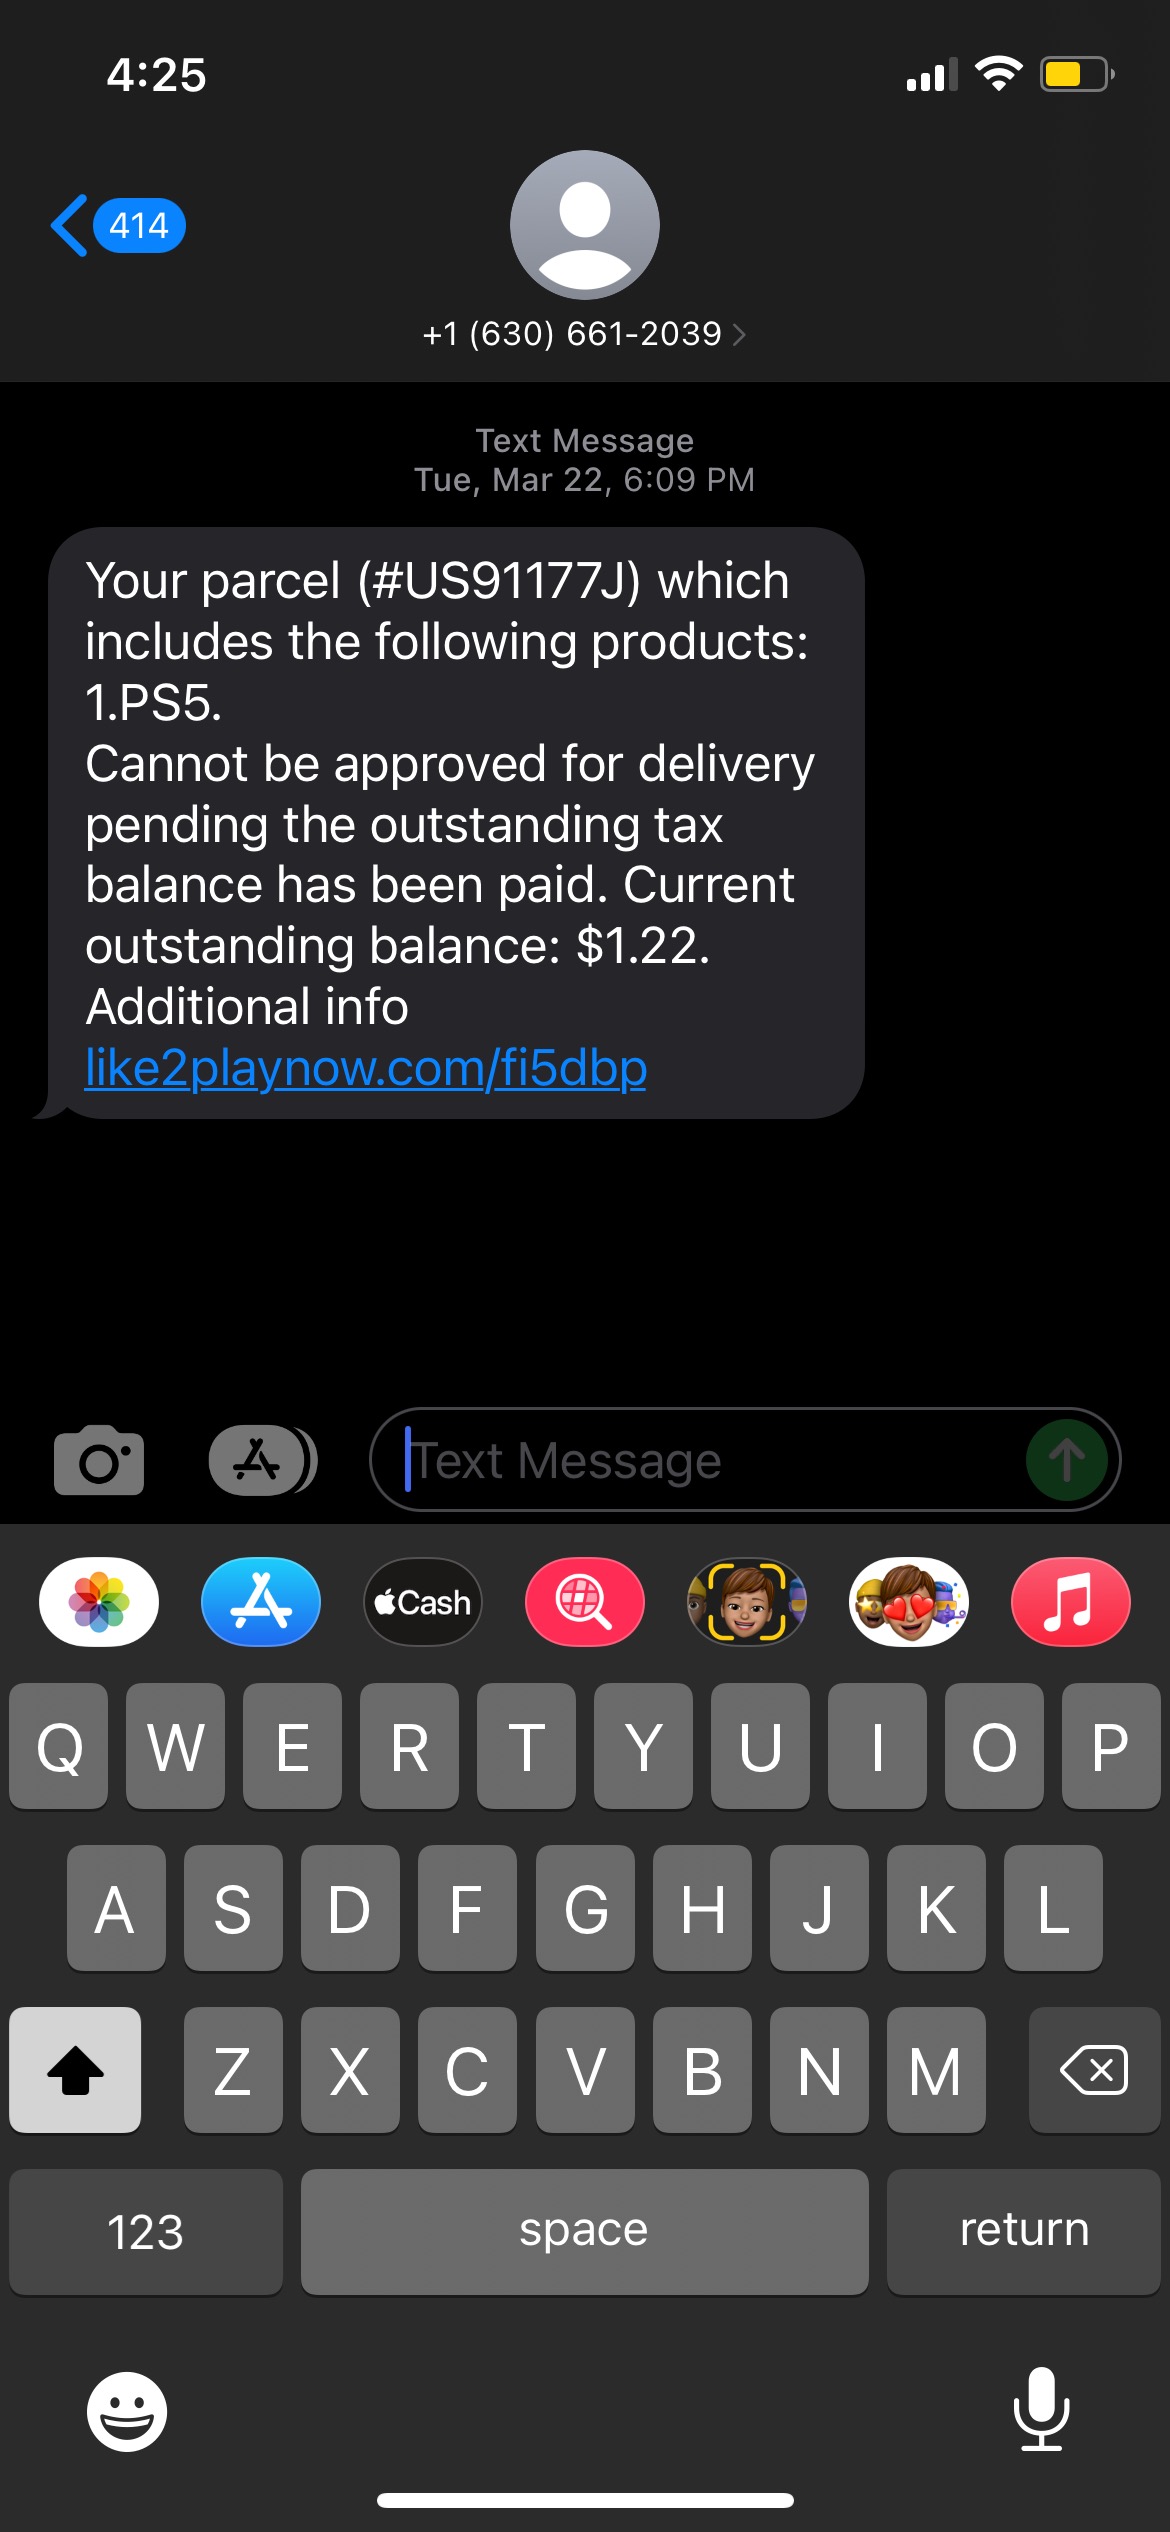 4:25
414
+1 (630) 661-2039
Text Message
Tue, Mar 22, 6:09 PM
Your parcel (#US91177J) which
includes the following products:
1.PS5.
Cannot be approved for delivery
pending the outstanding tax
balance has been paid. Current
outstanding balance: $1.22.
Additional info
like2playnow.com/fi5dbp
Text Message
Cash
Q W E R T Y U I O P
A S D F G H J K L
Z X C V B N M
123 space return